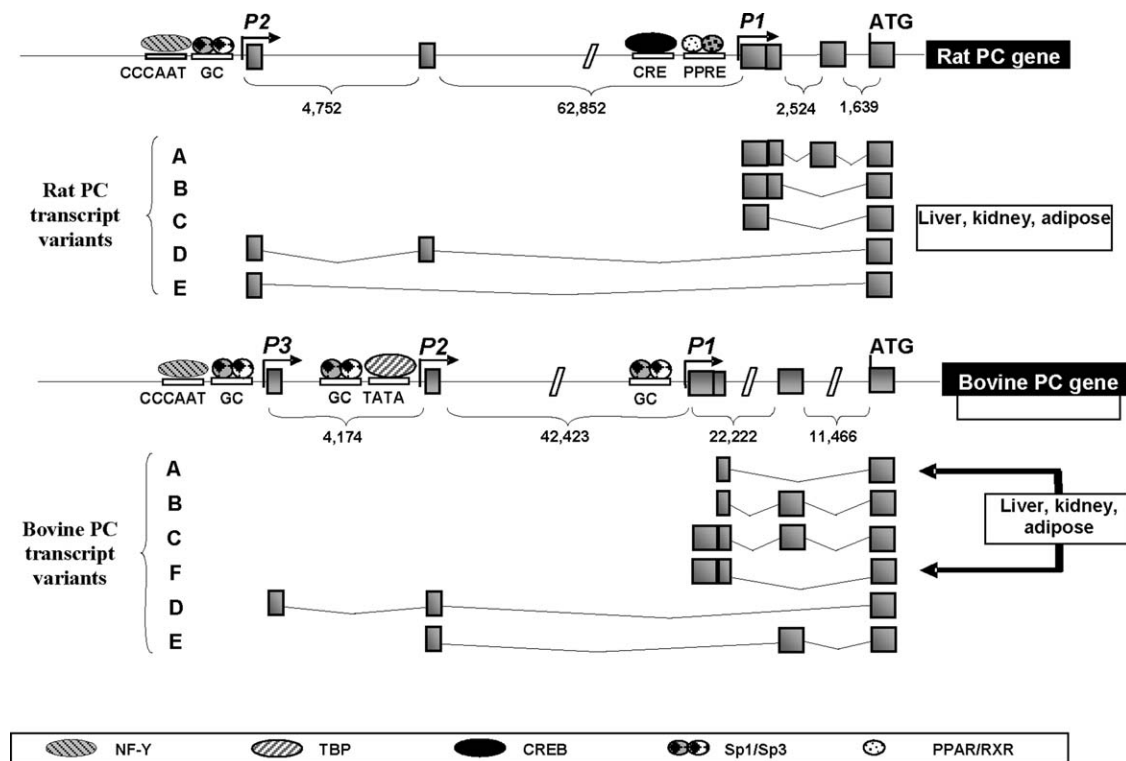 P2 P1 ATG
CCCAAT GC CRE PPRE Rat PC gene
4,752 62,852 2,524 1,639
A
B
Rat PC
transcript
variants
C
D
E
Liver, kidney, adipose
P3 P2 P1 ATG
CCCAAT GC GC TATA GC Bovine PC gene
4,174 42,423 22,222 11,466
A
B
C
Bovine PC
transcript
variants
F
D
E
Liver, kidney,
adipose
NF-Y TBP CREB Sp1/Sp3 PPAR/RXR